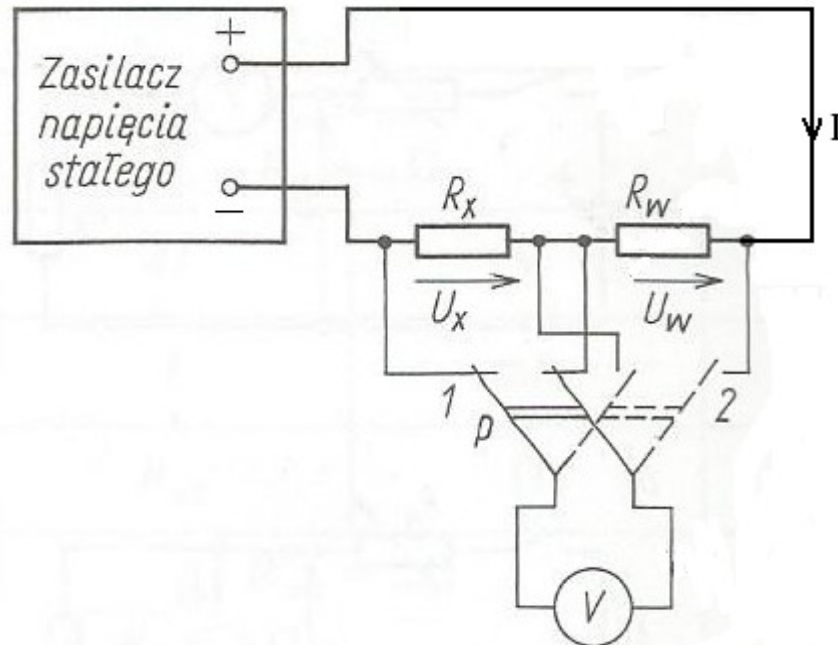 +
Zasilacz
napięcia
stałego
−
I
Rx
Rw
Ux
Uw
1
p
2
V